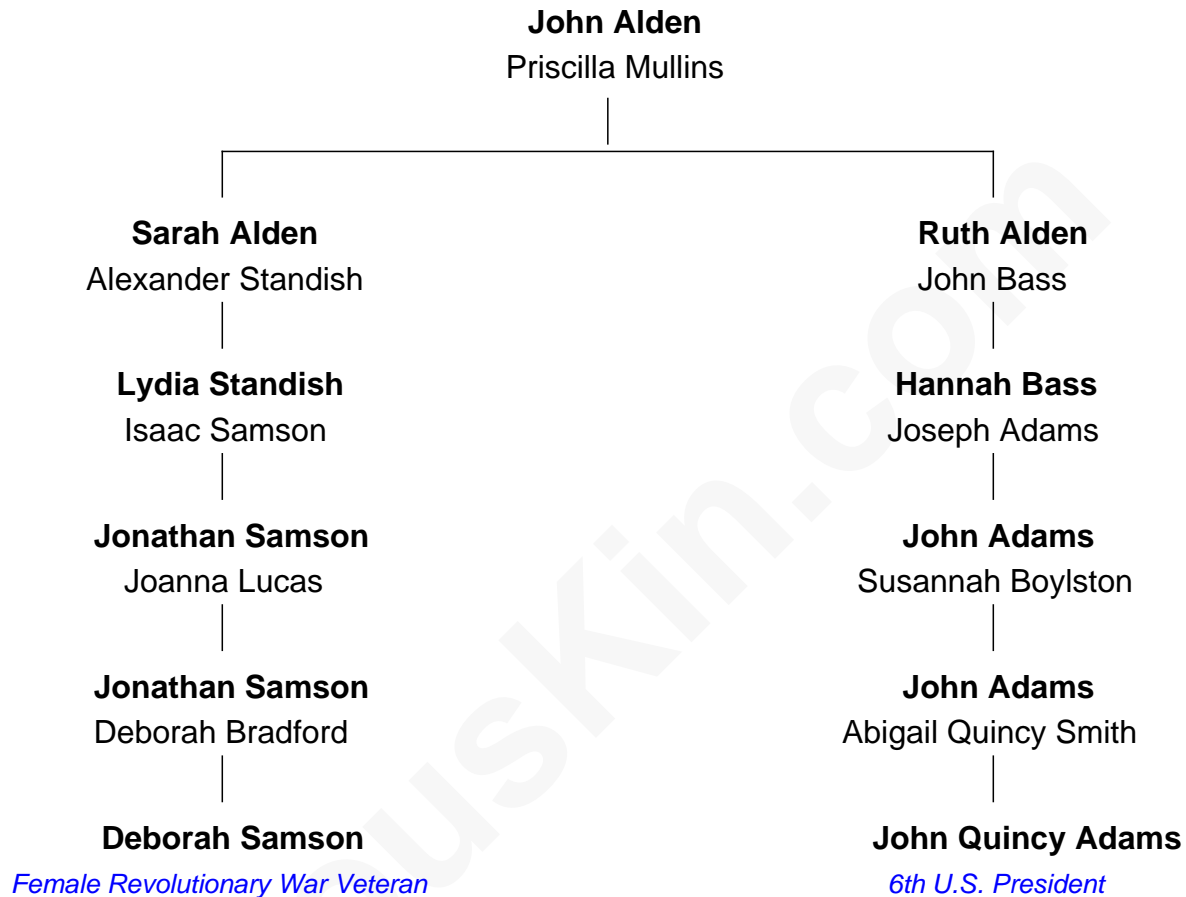 John Alden
Priscilla Mullins
Sarah Alden
Alexander Standish
Ruth Alden
John Bass
Lydia Standish
Isaac Samson
Hannah Bass
Joseph Adams
Jonathan Samson
Joanna Lucas
John Adams
Susannah Boylston
Jonathan Samson
Deborah Bradford
John Adams
Abigail Quincy Smith
Deborah Samson
Female Revolutionary War Veteran
John Quincy Adams
6th U.S. President
ousKin.com